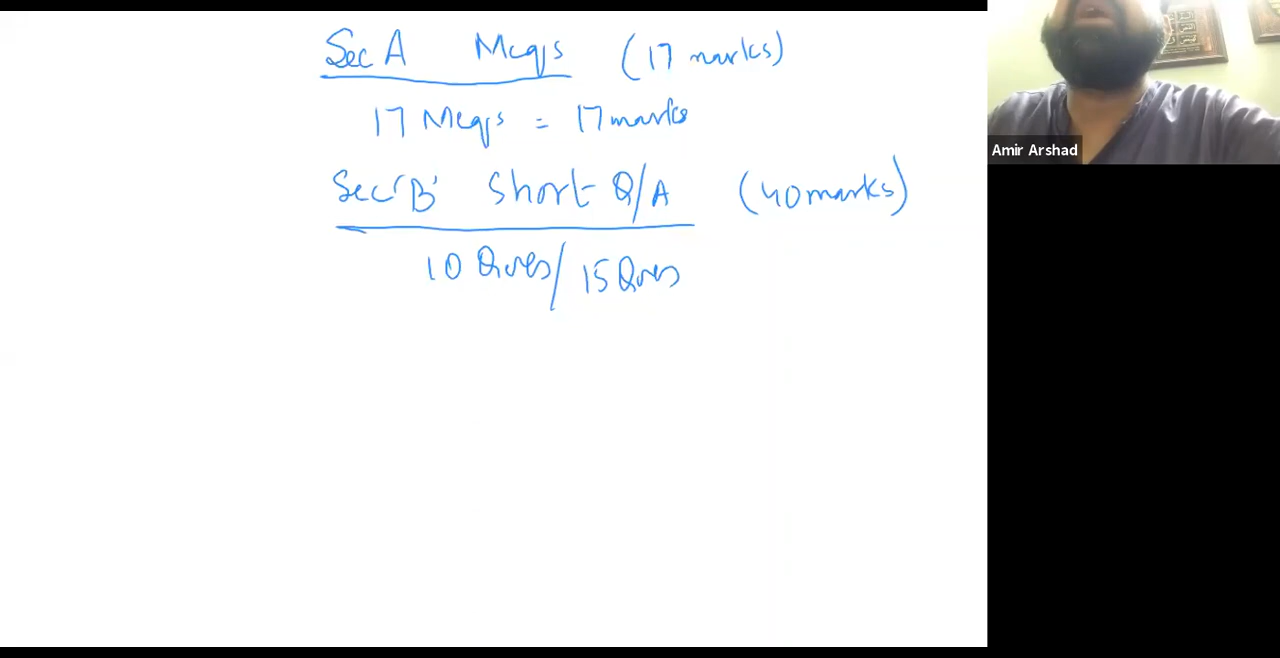 Sec A Mcqs (17 marks)
17 Mcqs = 17 marks
Sec 'B' Short Q/A (40 marks)
10 Ques / 15 Ques
Amir Arshad